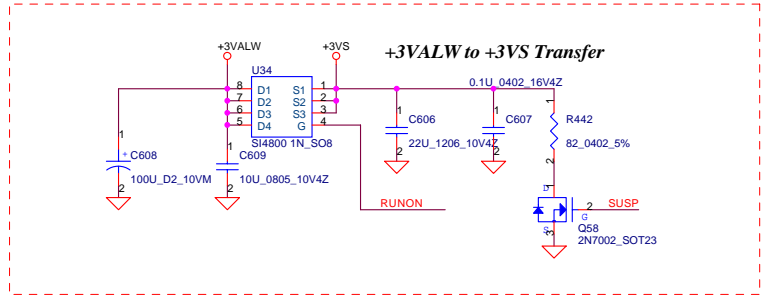 +3VALW to +3VS Transfer
+3VALW
+3VS
U34
8 D1 S1 1
7 D2 S2 2
6 D3 S3 3
5 D4 G 4
SI4800 1N_SO8
1
+
C608
2
100U_D2_10VM
1
C609
2
10U_0805_10V4Z
RUNON
1
C606
2
22U_1206_10V4Z
0.1U_0402_16V4Z
1
C607
2
1
R442
82_0402_5%
2
1
D
2
G
SUSP
S
3
Q58
2N7002_SOT23